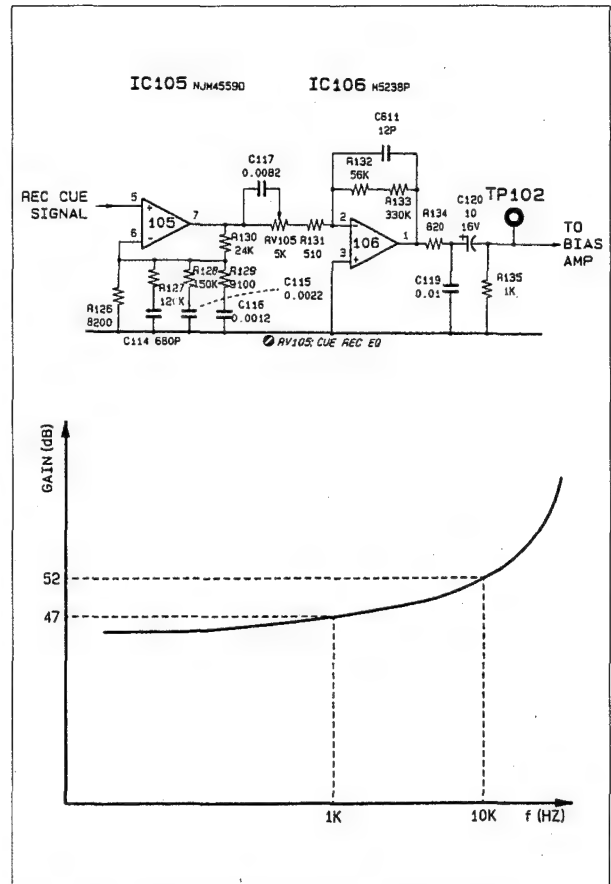 IC105 NJM4559D
IC106 M5238P
C611
12P
C117
0.0082
R132
56K
R133
330K
C120
10
16V
TP102
REC CUE
SIGNAL
5
105
7
6
R130
24K
RV105
5K
R131
510
2
106
1
3
R134
820
TO
BIAS
AMP
R126
8200
R127
120K
R128
150K
R129
9100
C115
0.0022
C116
0.0012
C119
0.01
R135
1K
C114 680P
RV105; CUE REC EQ
GAIN (dB)
52
47
1K
10K
f (HZ)